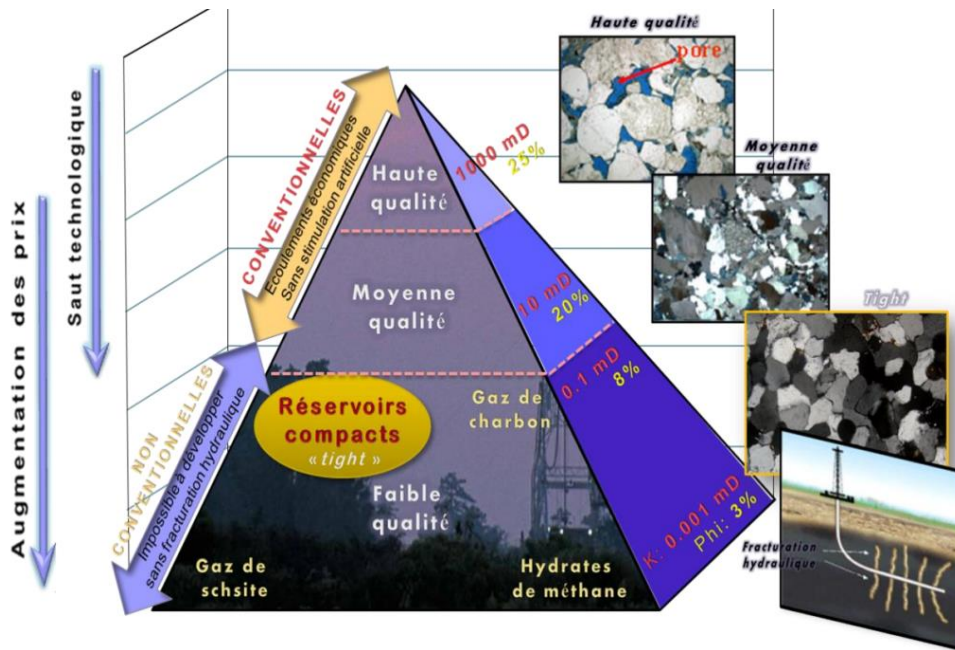 Augmentation des prix
Saut technologique
CONVENTIONNELLES
Ecoulements économiques
Sans stimulation artificielle
NON
CONVENTIONNELLES
Impossible à développer
sans fracturation hydraulique
Haute
qualité
Moyenne
qualité
Réservoirs
compacts
« tight »
Gaz de
charbon
Faible
qualité
Gaz de
schsite
Hydrates
de méthane
1000 mD
25%
10 mD
20%
0.1 mD
8%
K: 0.001 mD
Phi: 3%
Haute qualité
pore
Moyenne
qualité
Tight
Fracturation
hydraulique